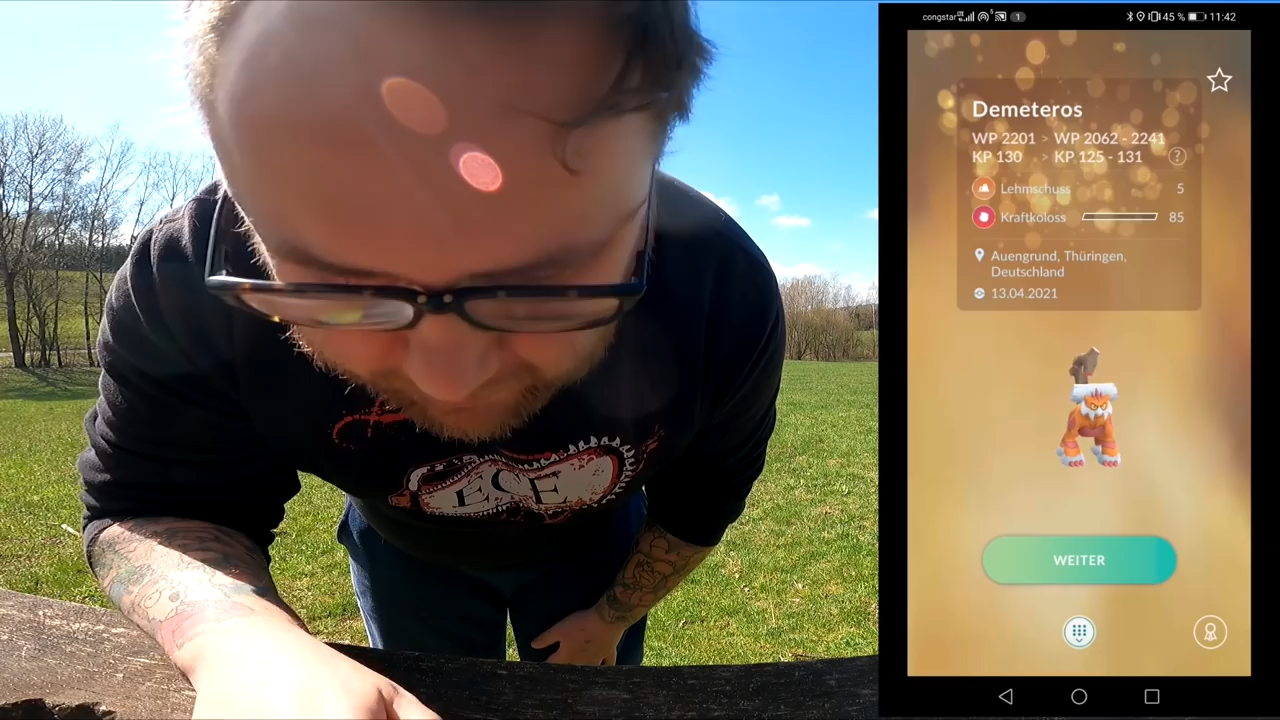 ECE
congstar
1
45 %
11:42
Demeteros
WP 2201 > WP 2062 - 2241
KP 130 > KP 125 - 131
?
Lehmschuss 5
Kraftkoloss 85
Auengrund, Thüringen,
Deutschland
13.04.2021
WEITER